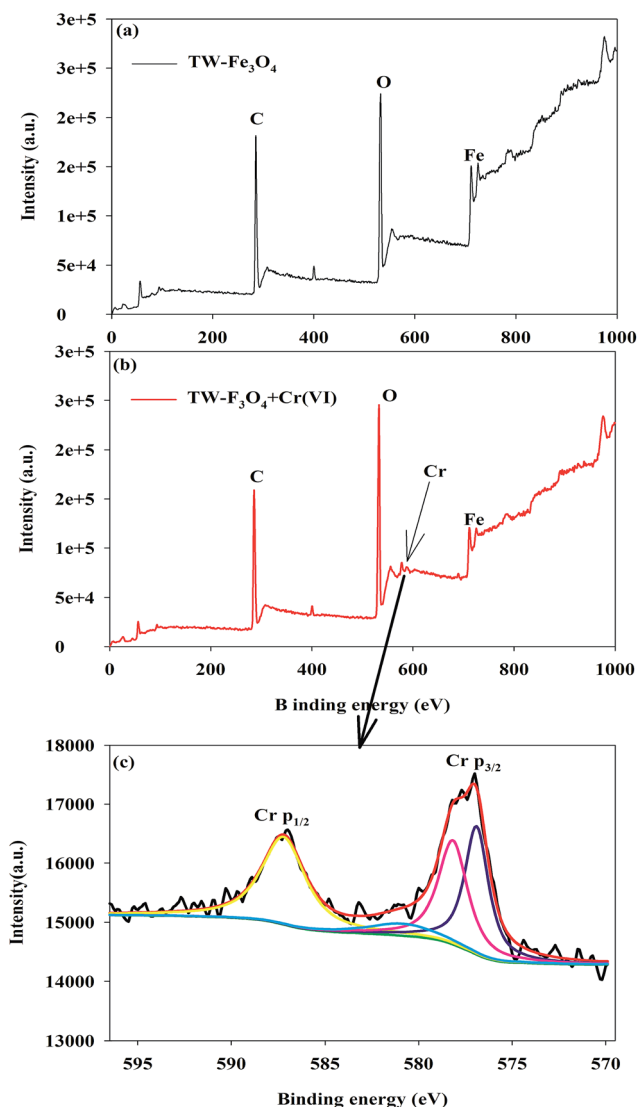 (a)
TW-Fe₃O₄
C
O
Fe
Intensity (a.u.)
3e+5
3e+5
2e+5
2e+5
1e+5
5e+4
0
0 200 400 600 800 1000
(b)
TW-F₃O₄+Cr(VI)
C
O
Cr
Fe
Intensity (a.u.)
3e+5
3e+5
2e+5
2e+5
1e+5
5e+4
0
0 200 400 600 800 1000
B inding energy (eV)
(c)
Cr p₁/₂
Cr p₃/₂
Intensity(a.u.)
18000
17000
16000
15000
14000
13000
595 590 585 580 575 570
Binding energy (eV)